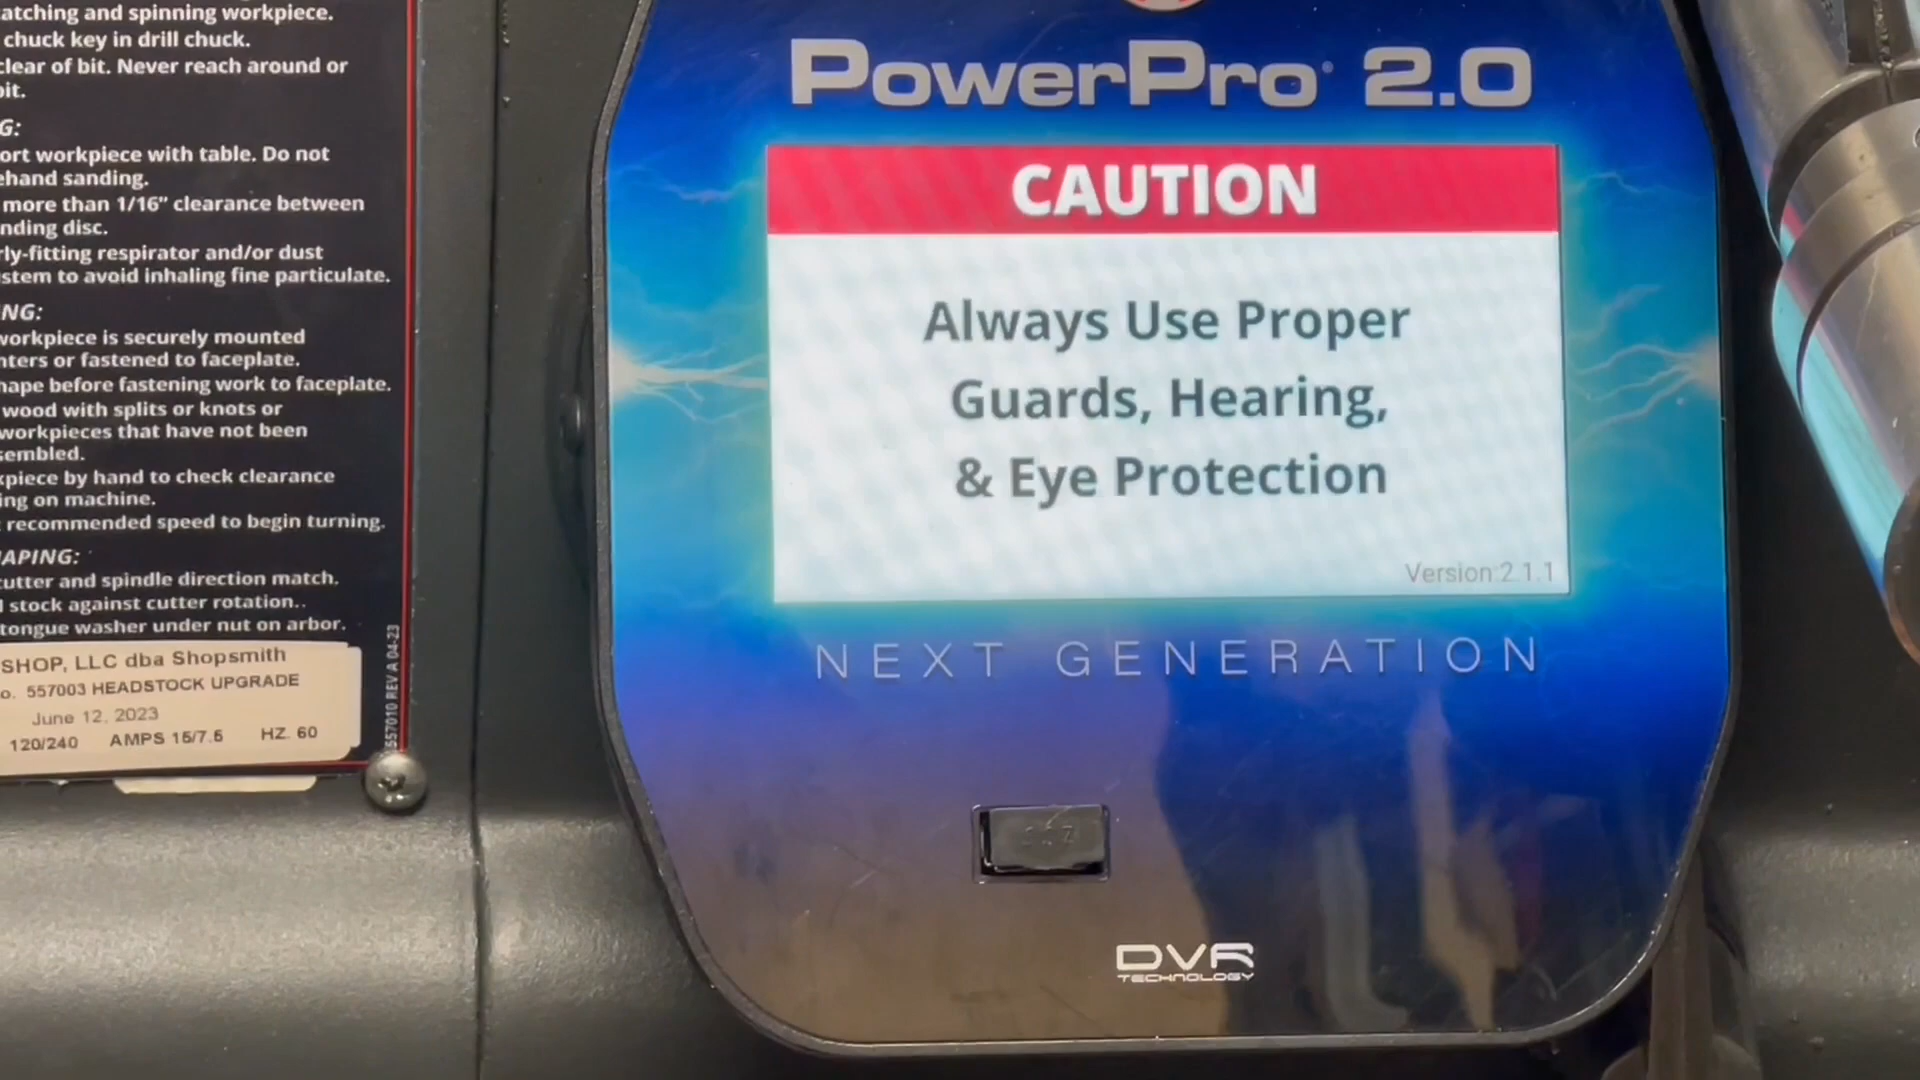 atching and spinning workpiece.
chuck key in drill chuck.
clear of bit. Never reach around or
bit.
G:
ort workpiece with table. Do not
ehand sanding.
more than 1/16" clearance between
nding disc.
rly-fitting respirator and/or dust
stem to avoid inhaling fine particulate.
NG:
workpiece is securely mounted
nters or fastened to faceplate.
hape before fastening work to faceplate.
wood with splits or knots or
workpieces that have not been
sembled.
kpiece by hand to check clearance
ing on machine.
recommended speed to begin turning.
APING:
cutter and spindle direction match.
stock against cutter rotation..
tongue washer under nut on arbor.
557010 REV A 04-23
SHOP, LLC dba Shopsmith
o. 557003 HEADSTOCK UPGRADE
June 12, 2023
120/240 AMPS 15/7.5 HZ. 60
PowerPro® 2.0
CAUTION
Always Use Proper
Guards, Hearing,
& Eye Protection
Version:2.1.1
NEXT GENERATION
DVR
TECHNOLOGY